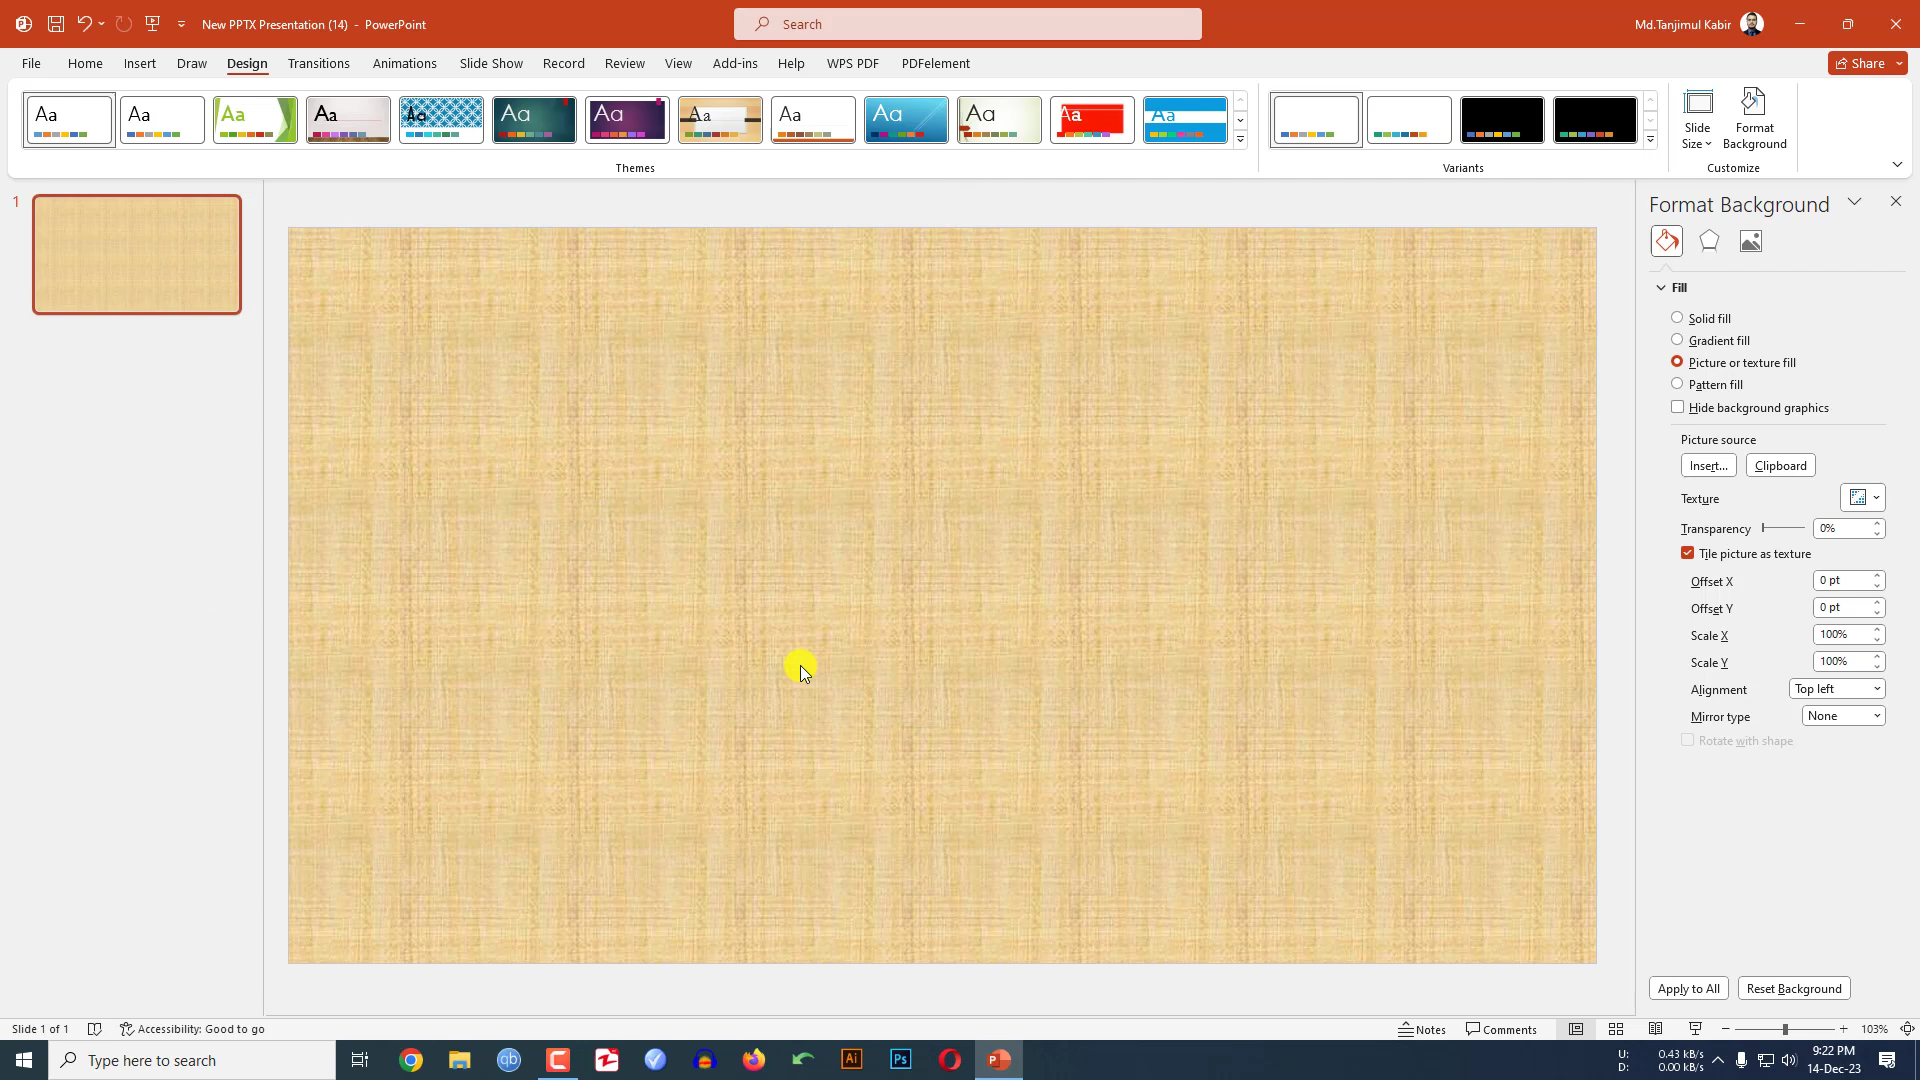 New PPTX Presentation (14) - PowerPoint
Search
Md.Tanjimul Kabir
File Home Insert Draw Design Transitions Animations Slide Show Record Review View Add-ins Help WPS PDF PDFelement
Share
Aa Aa Aa Aa Aa Aa Aa Aa Aa Aa Aa Aa Aa
Slide Size
Format Background
Themes
Variants
Customize
1
Format Background
Fill
Solid fill
Gradient fill
Picture or texture fill
Pattern fill
Hide background graphics
Picture source
Insert... Clipboard
Texture
Transparency 0%
Tile picture as texture
Offset X 0 pt
Offset Y 0 pt
Scale X 100%
Scale Y 100%
Alignment Top left
Mirror type None
Rotate with shape
Apply to All Reset Background
Slide 1 of 1 Accessibility: Good to go Notes Comments 103%
Type here to search
qb
Ai
Ps
U: 0.43 kB/s
D: 0.00 kB/s
9:22 PM
14-Dec-23